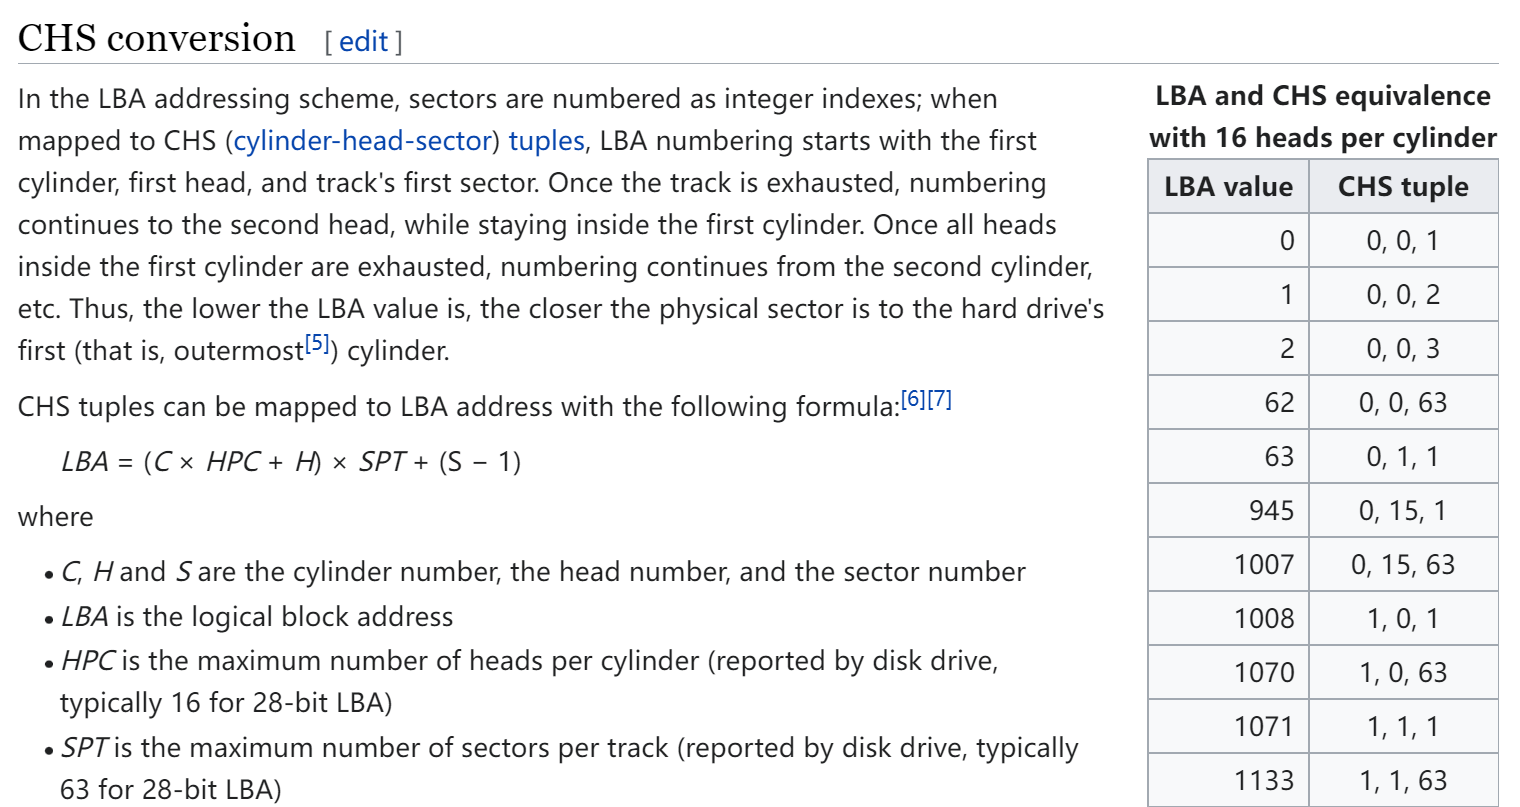 CHS conversion [ edit ]
In the LBA addressing scheme, sectors are numbered as integer indexes; when
mapped to CHS (cylinder-head-sector) tuples, LBA numbering starts with the first
cylinder, first head, and track's first sector. Once the track is exhausted, numbering
continues to the second head, while staying inside the first cylinder. Once all heads
inside the first cylinder are exhausted, numbering continues from the second cylinder,
etc. Thus, the lower the LBA value is, the closer the physical sector is to the hard drive's
first (that is, outermost[5]) cylinder.
CHS tuples can be mapped to LBA address with the following formula:[6][7]
LBA = (C × HPC + H) × SPT + (S − 1)
where
• C, H and S are the cylinder number, the head number, and the sector number
• LBA is the logical block address
• HPC is the maximum number of heads per cylinder (reported by disk drive,
typically 16 for 28-bit LBA)
• SPT is the maximum number of sectors per track (reported by disk drive, typically
63 for 28-bit LBA)
LBA and CHS equivalence
with 16 heads per cylinder
LBA value CHS tuple
0 0, 0, 1
1 0, 0, 2
2 0, 0, 3
62 0, 0, 63
63 0, 1, 1
945 0, 15, 1
1007 0, 15, 63
1008 1, 0, 1
1070 1, 0, 63
1071 1, 1, 1
1133 1, 1, 63